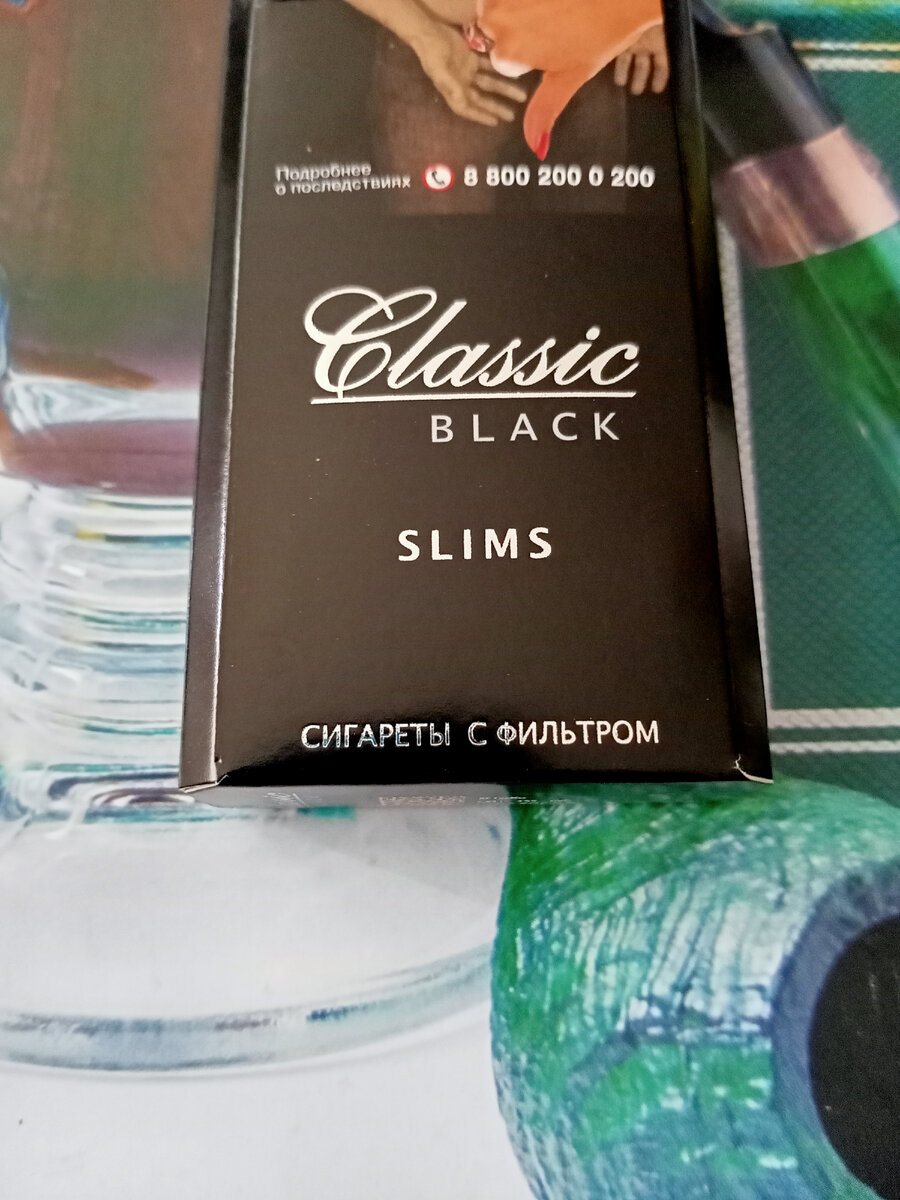 Подробнее
о последствиях 8 800 200 0 200
Classic
BLACK
SLIMS
СИГАРЕТЫ С ФИЛЬТРОМ